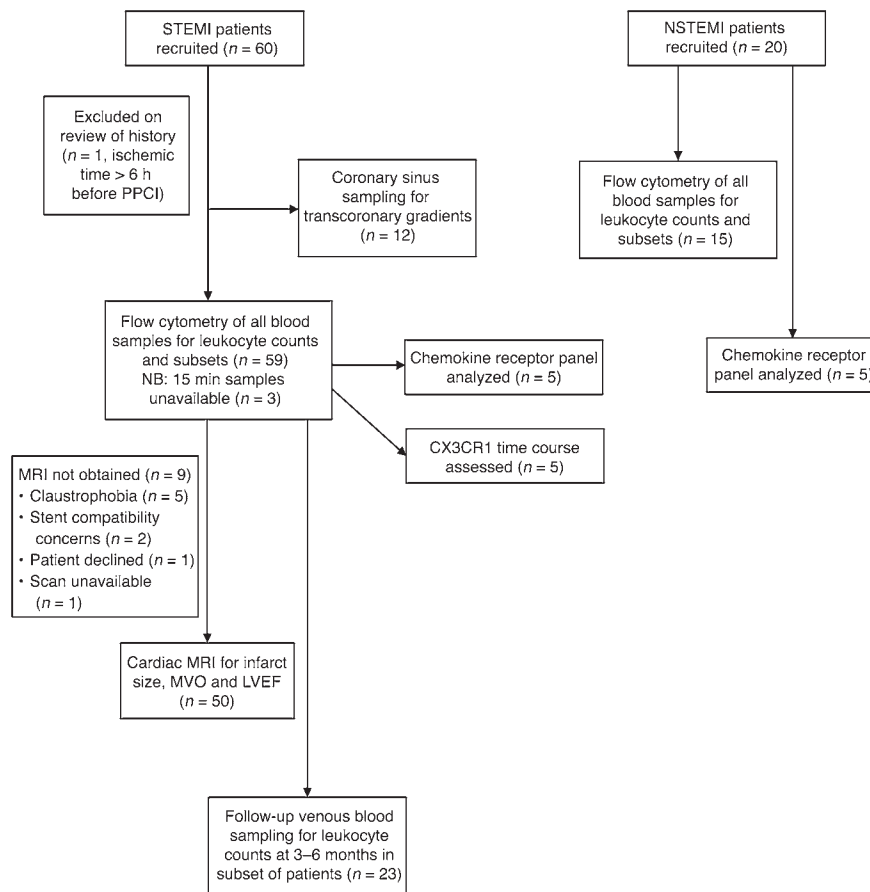 STEMI patients
recruited (n = 60)
NSTEMI patients
recruited (n = 20)
Excluded on
review of history
(n = 1, ischemic
time > 6 h
before PPCI)
Coronary sinus
sampling for
transcoronary gradients
(n = 12)
Flow cytometry of all
blood samples for
leukocyte counts and
subsets (n = 15)
Flow cytometry of all blood
samples for leukocyte counts
and subsets (n = 59)
NB: 15 min samples
unavailable (n = 3)
Chemokine receptor panel
analyzed (n = 5)
Chemokine receptor
panel analyzed (n = 5)
CX3CR1 time course
assessed (n = 5)
MRI not obtained (n = 9)
• Claustrophobia (n = 5)
• Stent compatibility
concerns (n = 2)
• Patient declined (n = 1)
• Scan unavailable
(n = 1)
Cardiac MRI for infarct
size, MVO and LVEF
(n = 50)
Follow-up venous blood
sampling for leukocyte
counts at 3–6 months in
subset of patients (n = 23)